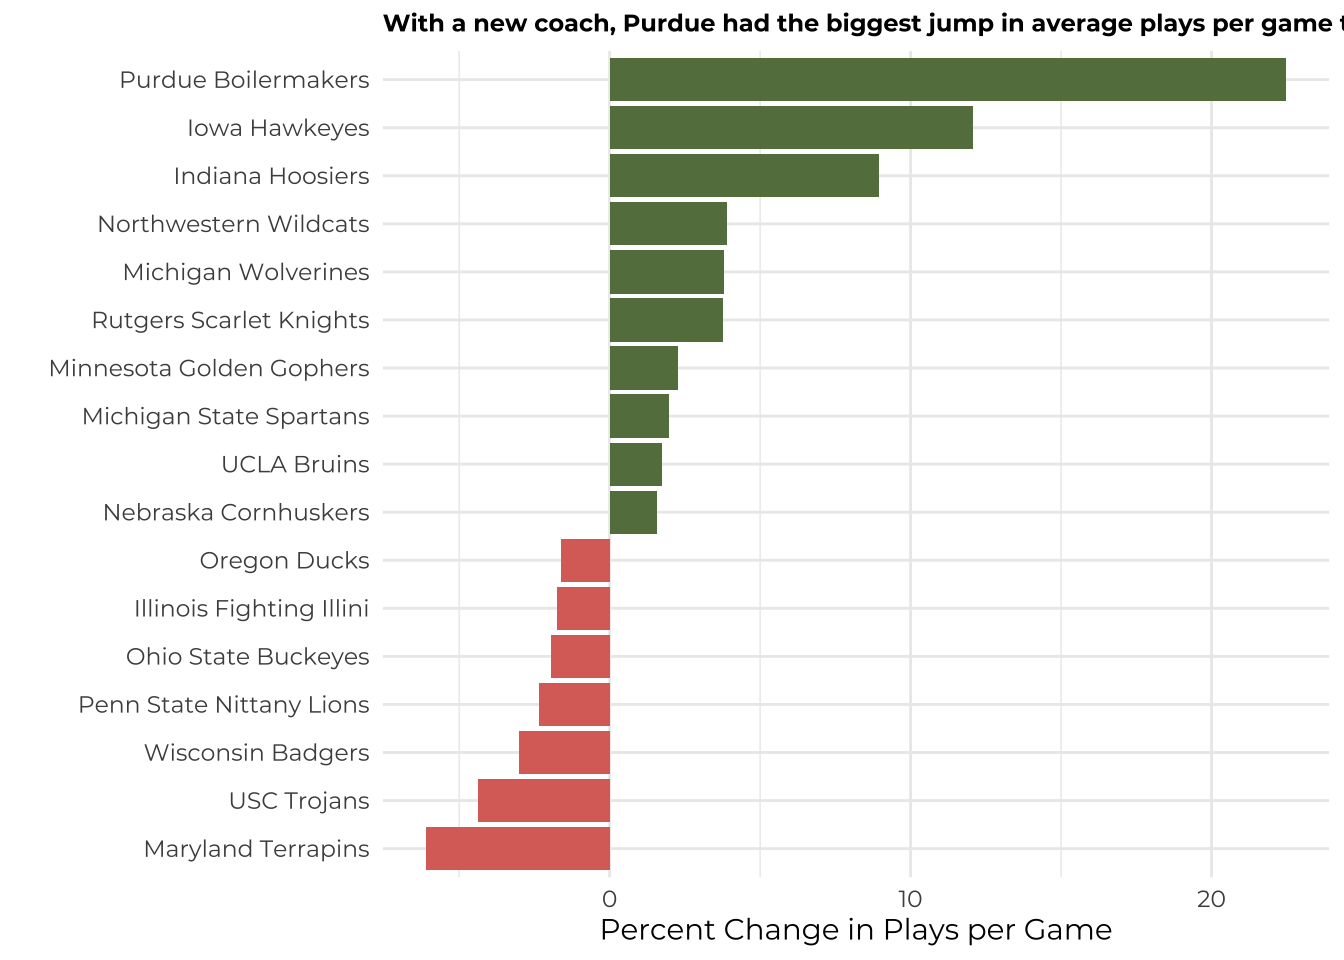 With a new coach, Purdue had the biggest jump in average plays per game
Purdue Boilermakers
Iowa Hawkeyes
Indiana Hoosiers
Northwestern Wildcats
Michigan Wolverines
Rutgers Scarlet Knights
Minnesota Golden Gophers
Michigan State Spartans
UCLA Bruins
Nebraska Cornhuskers
Oregon Ducks
Illinois Fighting Illini
Ohio State Buckeyes
Penn State Nittany Lions
Wisconsin Badgers
USC Trojans
Maryland Terrapins
0 10 20
Percent Change in Plays per Game